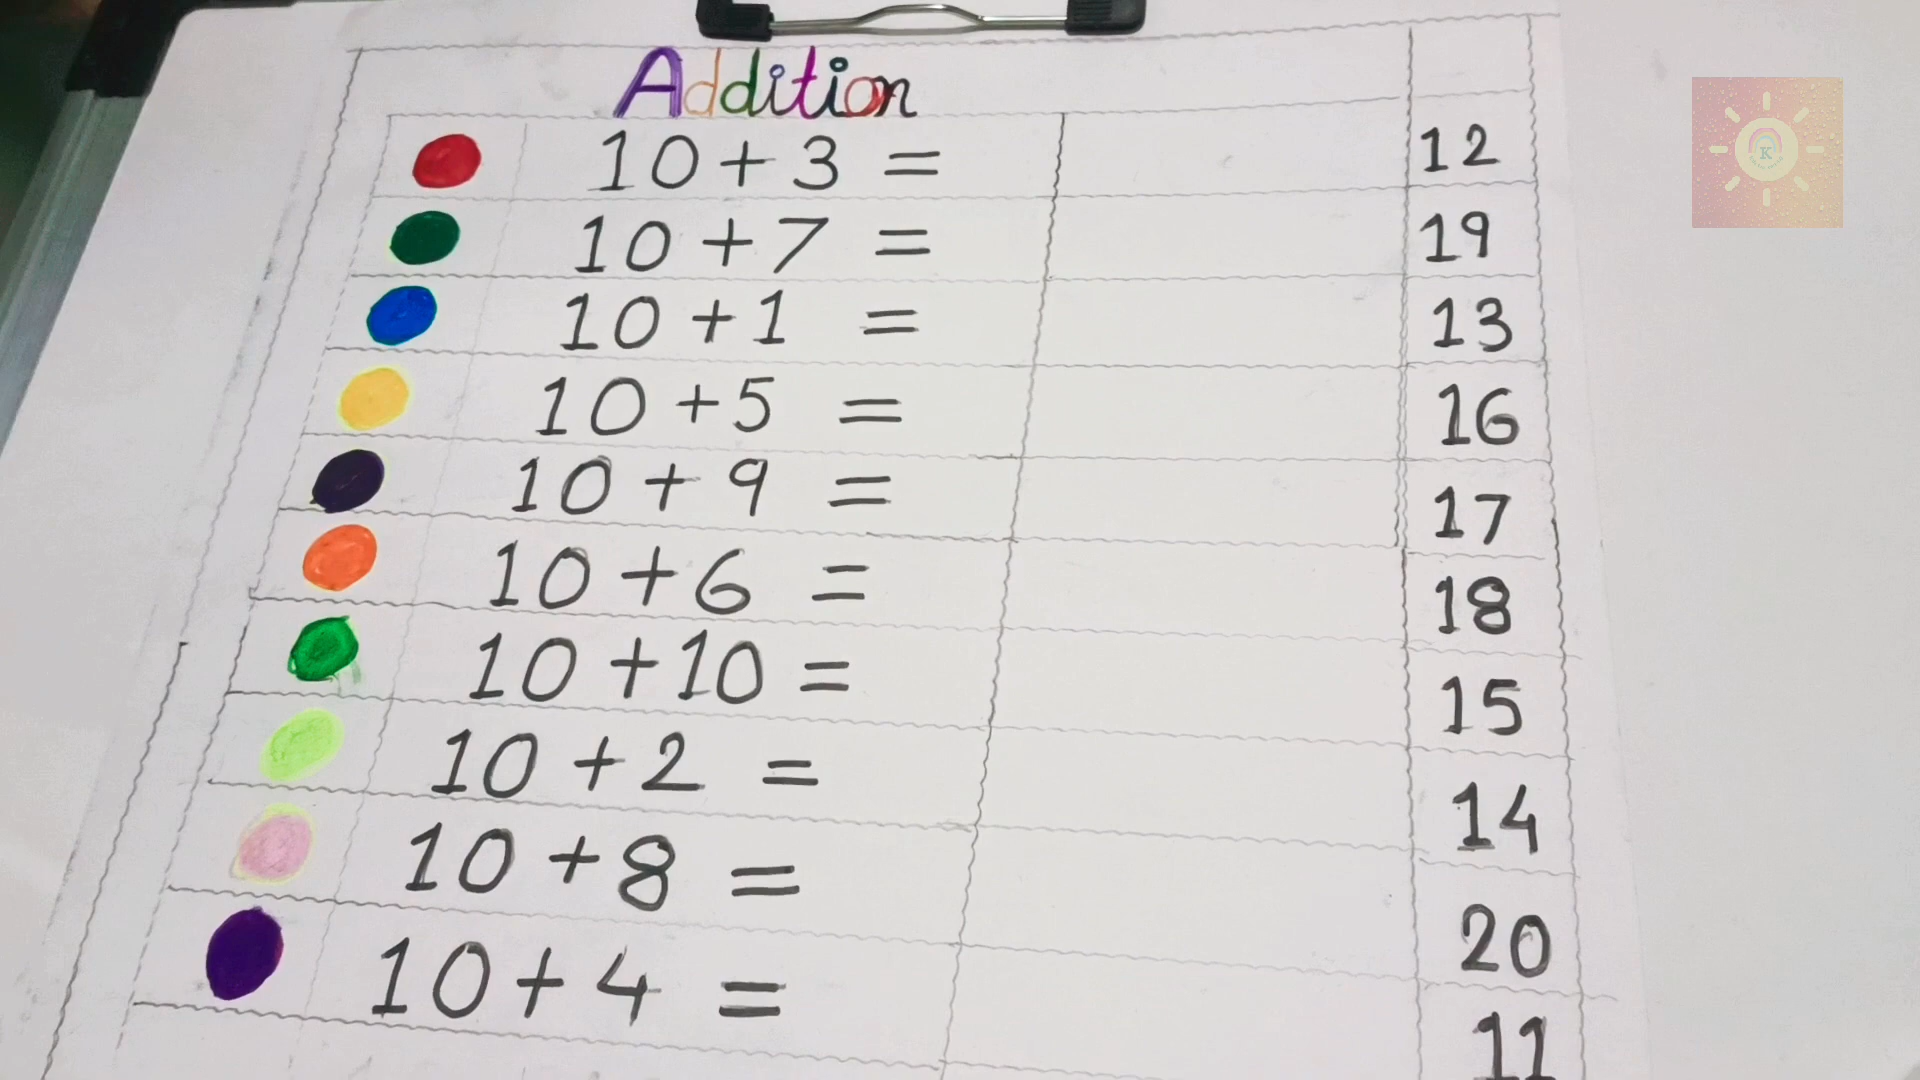 Addition
10 + 3 = 12
10 + 7 = 19
10 + 1 = 13
10 + 5 = 16
10 + 9 = 17
10 + 6 = 18
10 + 10 = 15
10 + 2 = 14
10 + 8 = 20
10 + 4 = 11
K